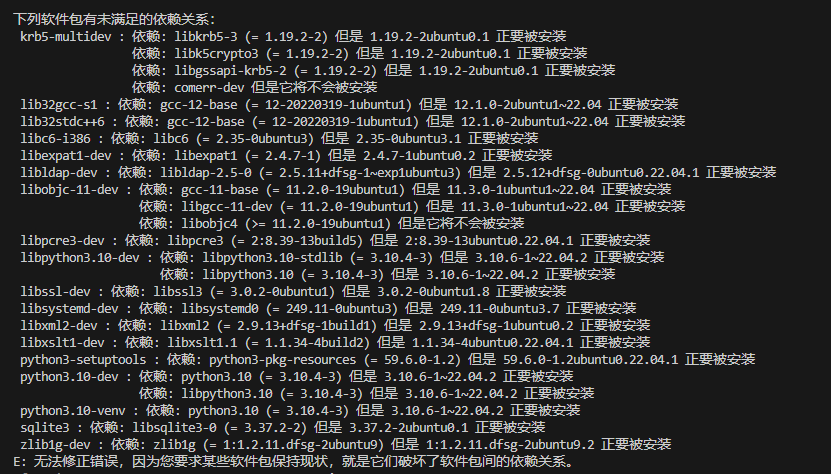 下列软件包有未满足的依赖关系:
krb5-multidev : 依赖: libkrb5-3 (= 1.19.2-2) 但是 1.19.2-2ubuntu0.1 正要被安装
依赖: libk5crypto3 (= 1.19.2-2) 但是 1.19.2-2ubuntu0.1 正要被安装
依赖: libgssapi-krb5-2 (= 1.19.2-2) 但是 1.19.2-2ubuntu0.1 正要被安装
依赖: comerr-dev 但是它将不会被安装
lib32gcc-s1 : 依赖: gcc-12-base (= 12-20220319-1ubuntu1) 但是 12.1.0-2ubuntu1~22.04 正要被安装
lib32stdc++6 : 依赖: gcc-12-base (= 12-20220319-1ubuntu1) 但是 12.1.0-2ubuntu1~22.04 正要被安装
libc6-i386 : 依赖: libc6 (= 2.35-0ubuntu3) 但是 2.35-0ubuntu3.1 正要被安装
libexpat1-dev : 依赖: libexpat1 (= 2.4.7-1) 但是 2.4.7-1ubuntu0.2 正要被安装
libldap-dev : 依赖: libldap-2.5-0 (= 2.5.11+dfsg-1~exp1ubuntu3) 但是 2.5.12+dfsg-0ubuntu0.22.04.1 正要被安装
libobjc-11-dev : 依赖: gcc-11-base (= 11.2.0-19ubuntu1) 但是 11.3.0-1ubuntu1~22.04 正要被安装
依赖: libgcc-11-dev (= 11.2.0-19ubuntu1) 但是 11.3.0-1ubuntu1~22.04 正要被安装
依赖: libobjc4 (>= 11.2.0-19ubuntu1) 但是它将不会被安装
libpcre3-dev : 依赖: libpcre3 (= 2:8.39-13build5) 但是 2:8.39-13ubuntu0.22.04.1 正要被安装
libpython3.10-dev : 依赖: libpython3.10-stdlib (= 3.10.4-3) 但是 3.10.6-1~22.04.2 正要被安装
依赖: libpython3.10 (= 3.10.4-3) 但是 3.10.6-1~22.04.2 正要被安装
libssl-dev : 依赖: libssl3 (= 3.0.2-0ubuntu1) 但是 3.0.2-0ubuntu1.8 正要被安装
libsystemd-dev : 依赖: libsystemd0 (= 249.11-0ubuntu3) 但是 249.11-0ubuntu3.7 正要被安装
libxml2-dev : 依赖: libxml2 (= 2.9.13+dfsg-1build1) 但是 2.9.13+dfsg-1ubuntu0.2 正要被安装
libxslt1-dev : 依赖: libxslt1.1 (= 1.1.34-4build2) 但是 1.1.34-4ubuntu0.22.04.1 正要被安装
python3-setuptools : 依赖: python3-pkg-resources (= 59.6.0-1.2) 但是 59.6.0-1.2ubuntu0.22.04.1 正要被安装
python3.10-dev : 依赖: python3.10 (= 3.10.4-3) 但是 3.10.6-1~22.04.2 正要被安装
依赖: libpython3.10 (= 3.10.4-3) 但是 3.10.6-1~22.04.2 正要被安装
python3.10-venv : 依赖: python3.10 (= 3.10.4-3) 但是 3.10.6-1~22.04.2 正要被安装
sqlite3 : 依赖: libsqlite3-0 (= 3.37.2-2) 但是 3.37.2-2ubuntu0.1 正要被安装
zlib1g-dev : 依赖: zlib1g (= 1:1.2.11.dfsg-2ubuntu9) 但是 1:1.2.11.dfsg-2ubuntu9.2 正要被安装
E: 无法修正错误，因为您要求某些软件包保持现状，就是它们破坏了软件包间的依赖关系。